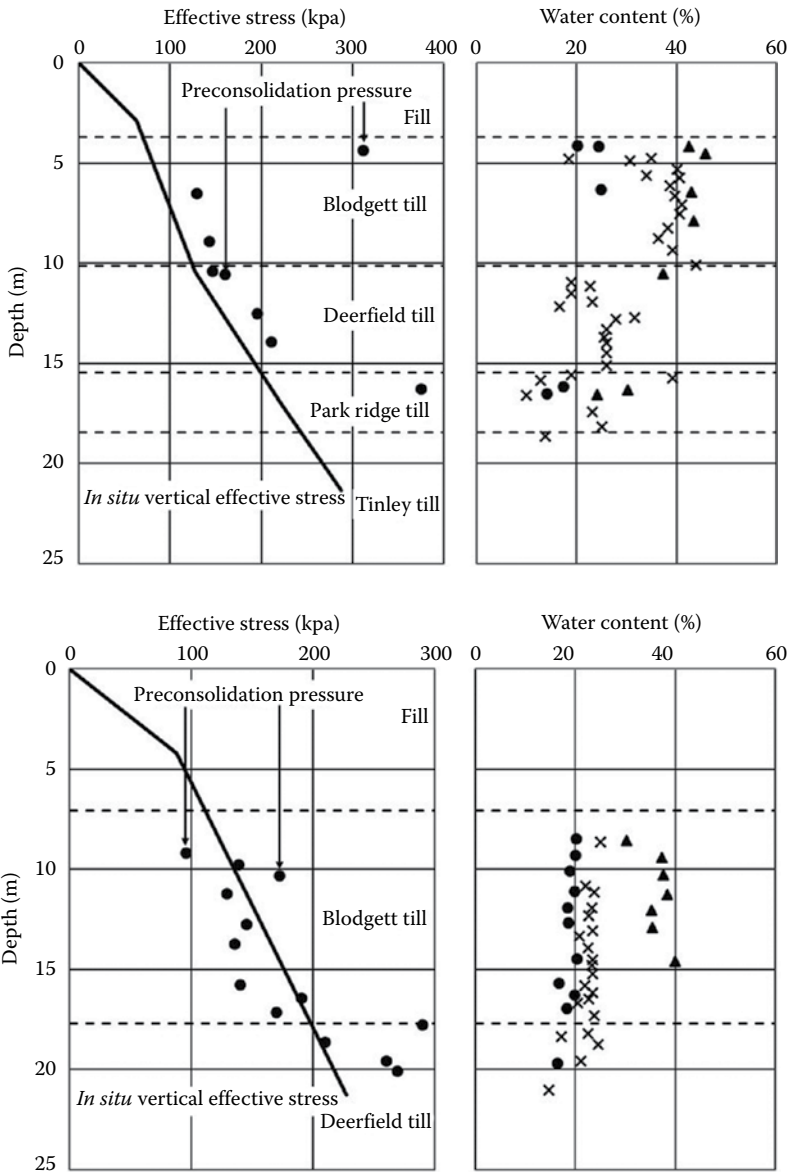 Effective stress (kpa)
0 100 200 300 400
Preconsolidation pressure
Fill
Blodgett till
Deerfield till
Park ridge till
In situ vertical effective stress
Tinley till
Depth (m)
0
5
10
15
20
25
Water content (%)
0 20 40 60
Effective stress (kpa)
0 100 200 300
Preconsolidation pressure
Fill
Blodgett till
In situ vertical effective stress
Deerfield till
Depth (m)
0
5
10
15
20
25
Water content (%)
0 20 40 60